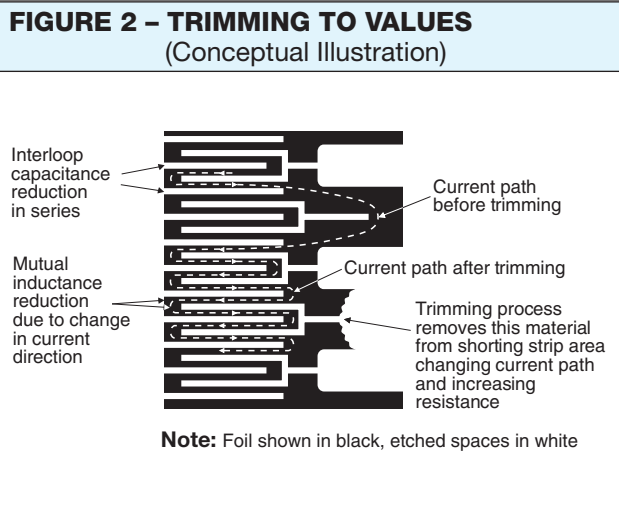 FIGURE 2 – TRIMMING TO VALUES
(Conceptual Illustration)
Interloop
capacitance
reduction
in series
Current path
before trimming
Mutual
inductance
reduction
due to change
in current
direction
Current path after trimming
Trimming process
removes this material
from shorting strip area
changing current path
and increasing
resistance
Note: Foil shown in black, etched spaces in white